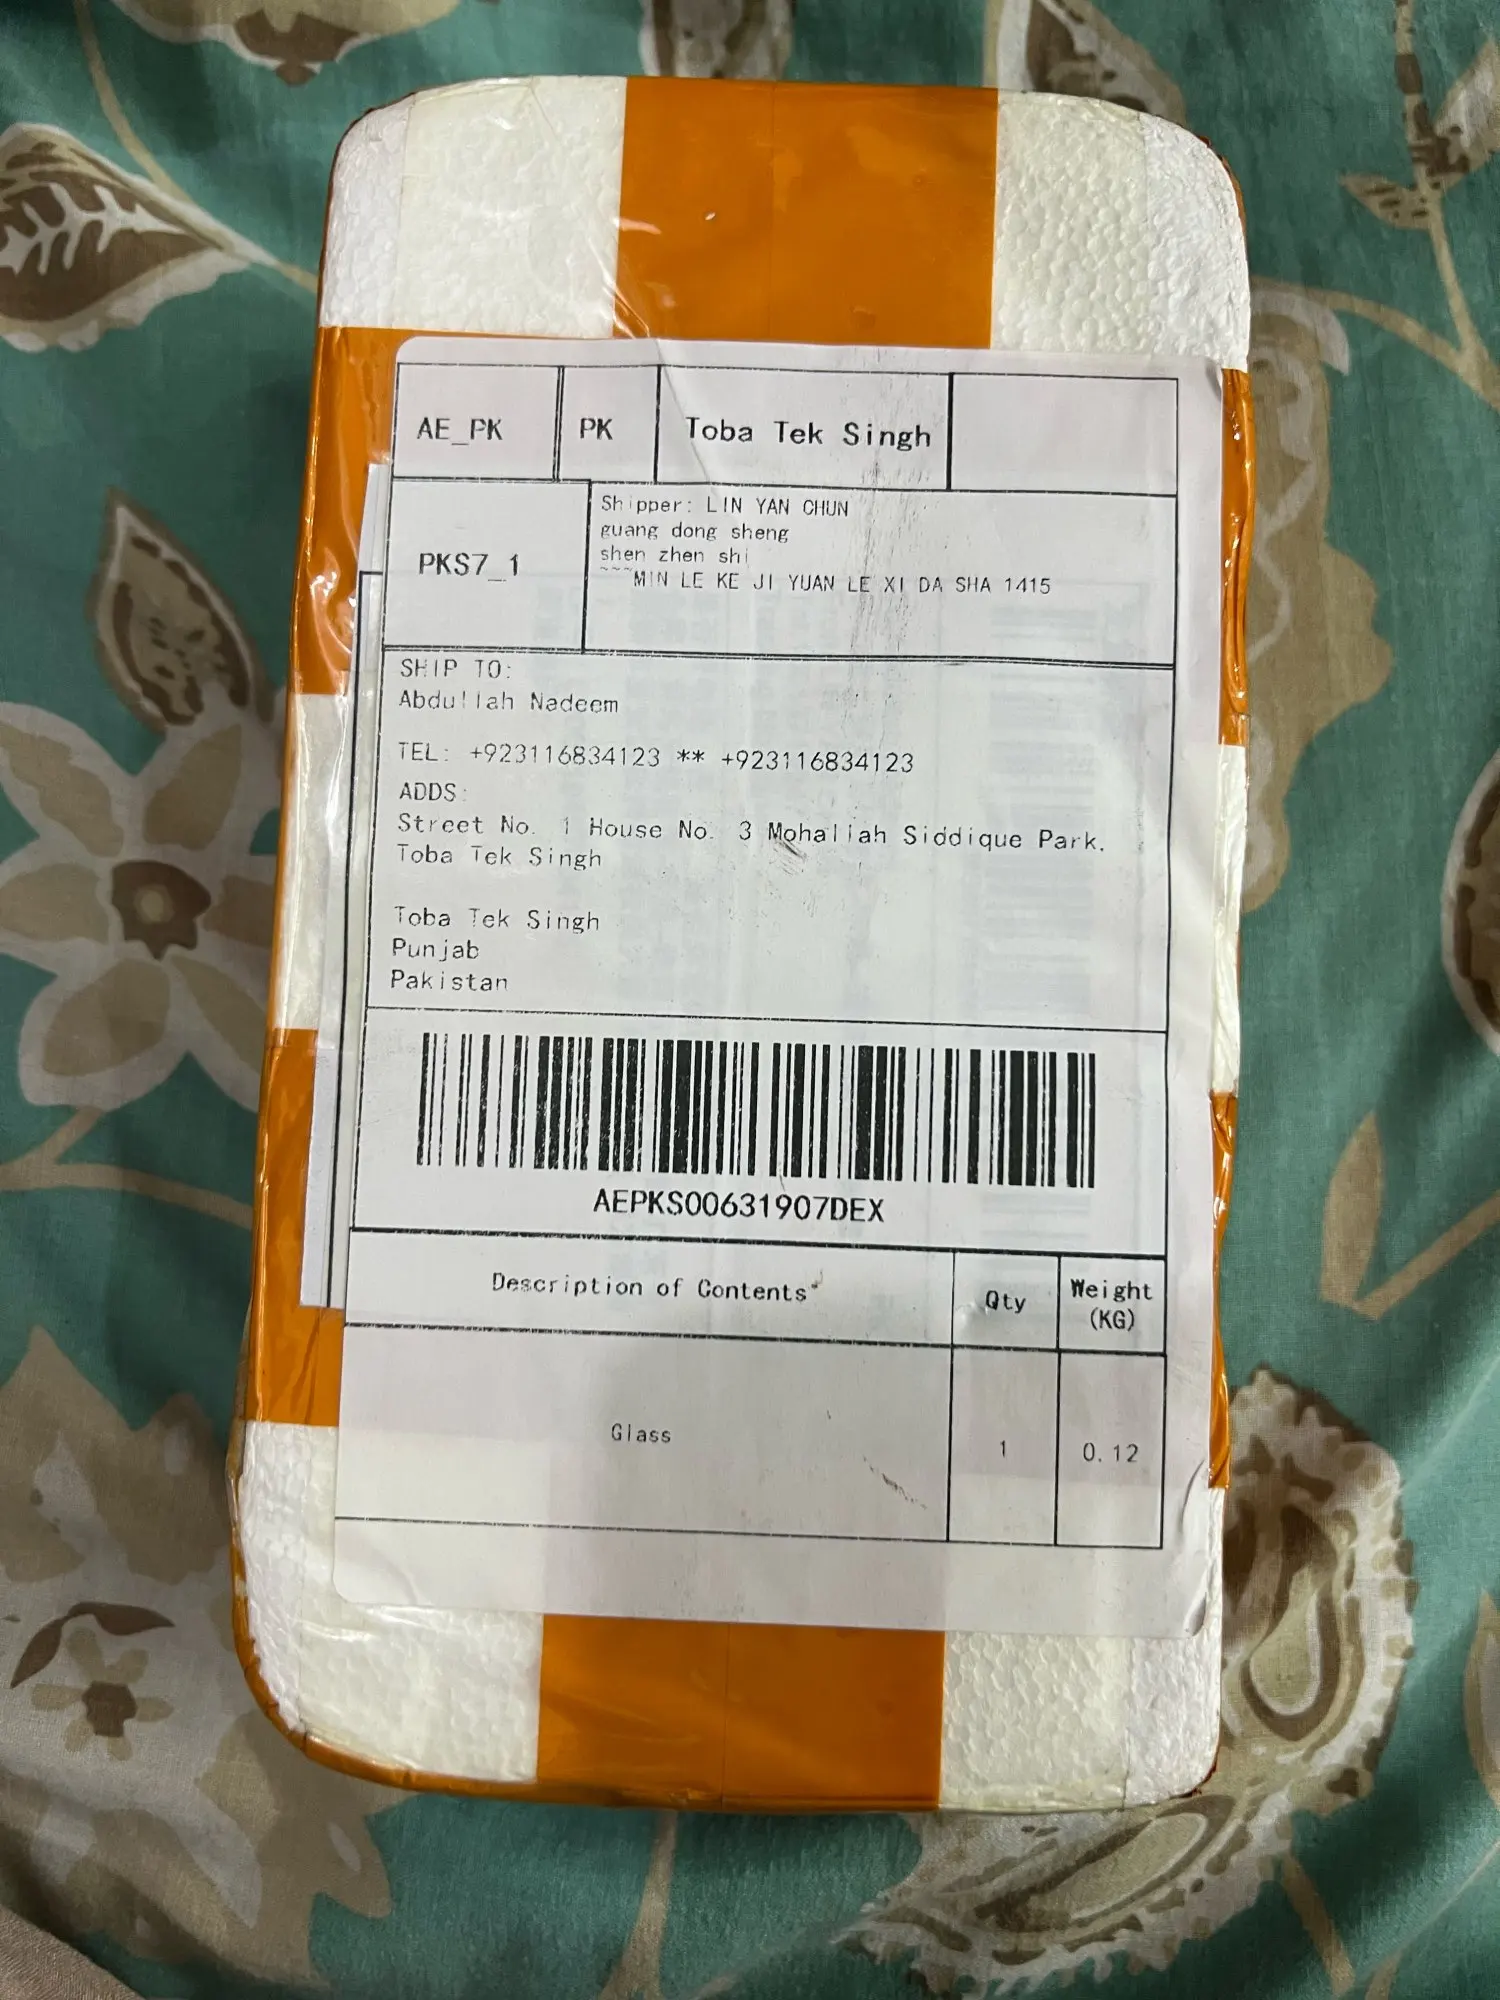 AE_PK PK Toba Tek Singh
PKS7_1
Shipper: LIN YAN CHUN
guang dong sheng
shen zhen shi
~~~MIN LE KE JI YUAN LE XI DA SHA 1415
SHIP TO:
Abdullah Nadeem
TEL: +923116834123 ** +923116834123
ADDS:
Street No. 1 House No. 3 Mohallah Siddique Park.
Toba Tek Singh
Toba Tek Singh
Punjab
Pakistan
AEPKS00631907DEX
Description of Contents Qty Weight
(KG)
Glass 1 0.12